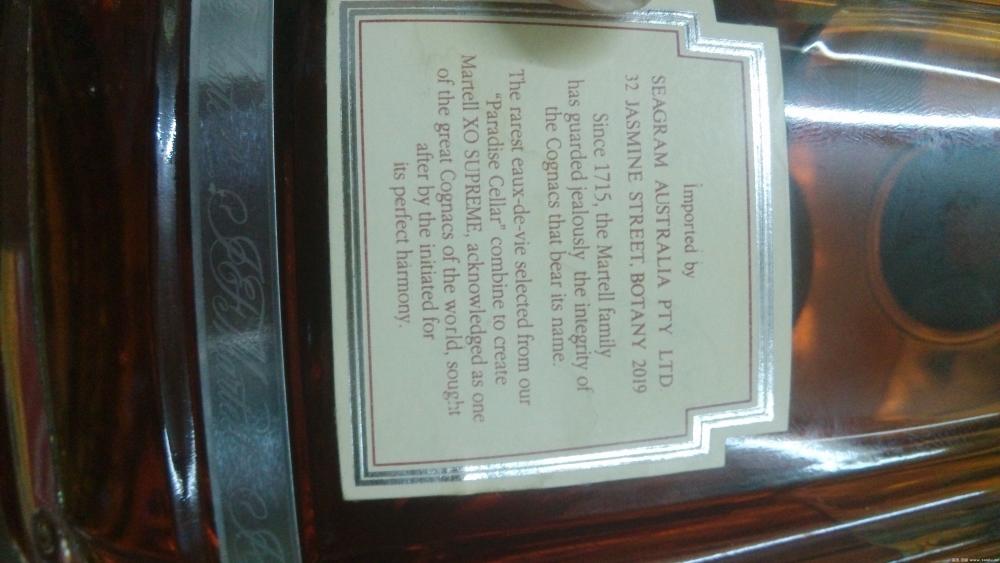 imported by
SEAGRAM AUSTRALIA PTY LTD
32 JASMINE STREET. BOTANY 2019
Since 1715, the Martell family
has guarded jealously the integrity of
the Cognacs that bear its name.
The rarest eaux-de-vie selected from our
"Paradise Cellar" combine to create
Martell XO SUPREME, acknowledged as one
of the great Cognacs of the world, sought
after by the initiated for
its perfect harmony.